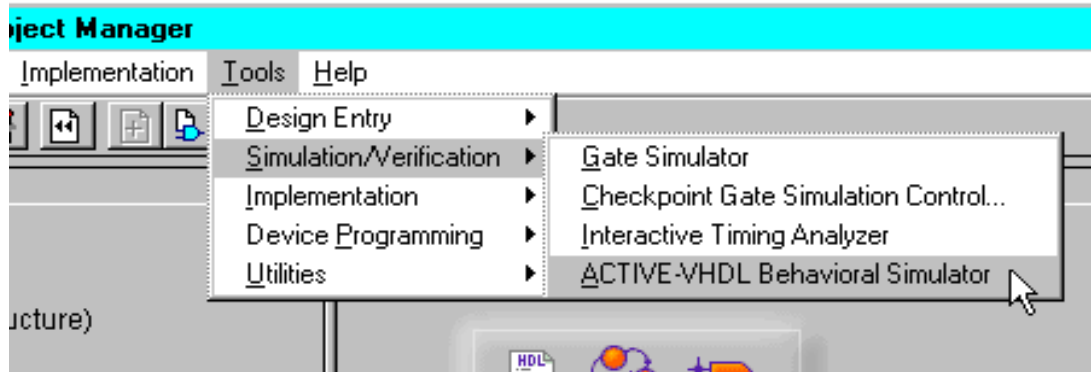 oject Manager
Implementation Tools Help
Design Entry
Simulation/Verification
Implementation
Device Programming
Utilities
Gate Simulator
Checkpoint Gate Simulation Control...
Interactive Timing Analyzer
ACTIVE-VHDL Behavioral Simulator
ucture)
HDL